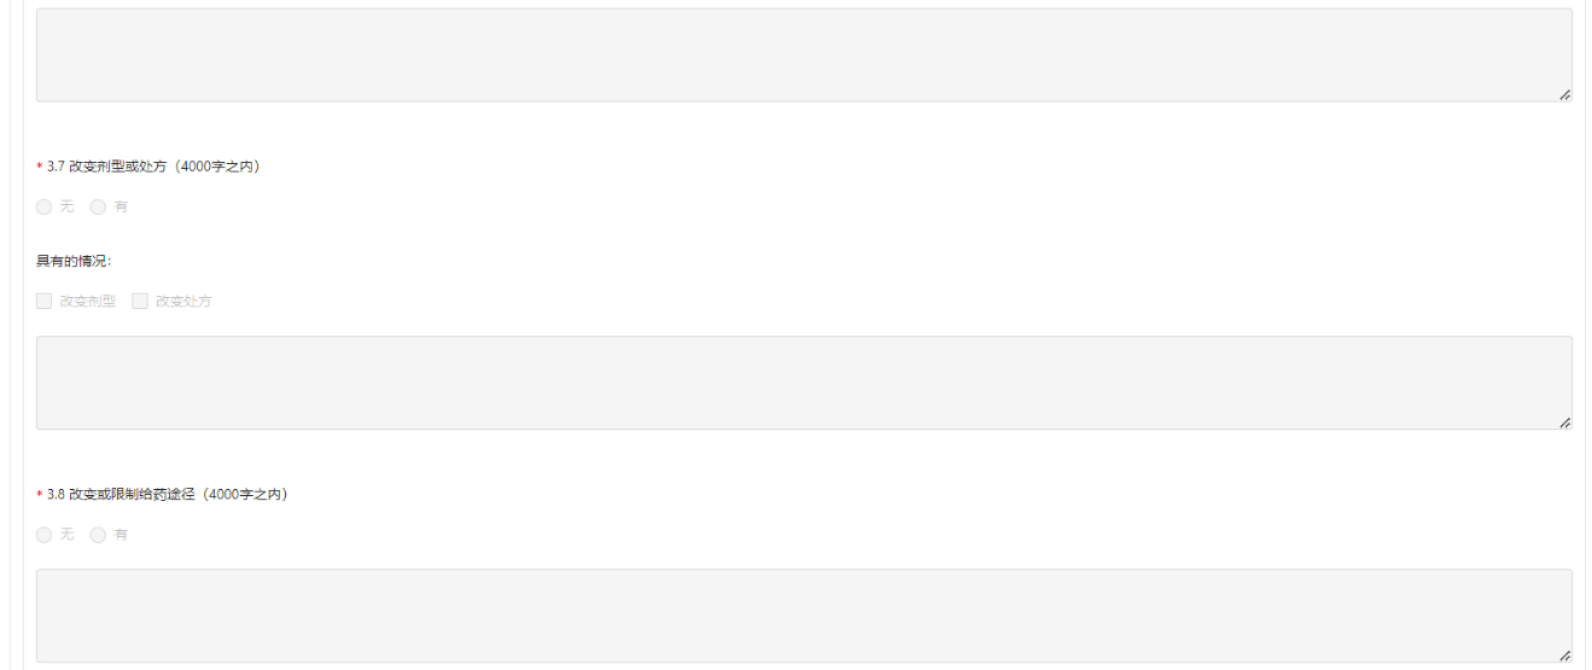 * 3.7 改变剂型或处方（4000字之内）
无 有
具有的情况：
改变剂型 改变处方
* 3.8 改变或限制给药途径（4000字之内）
无 有